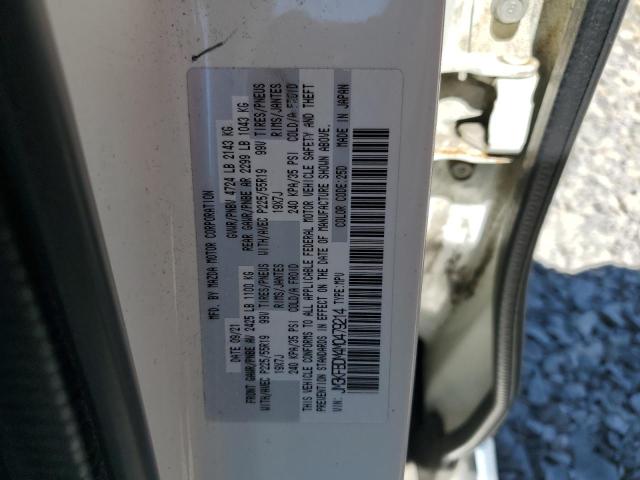 MFD. BY MAZDA MOTOR CORPORATION
DATE: 09/21 GVWR/PNBV 4724 LB 2143 KG
FRONT GAWR/PNBE AV 2425 LB 1100 KG REAR GAWR/PNBE AR 2299 LB 1043 KG
WITH/AVEC P225/55R19 99V TIRES/PNEUS WITH/AVEC P225/55R19 99V TIRES/PNEUS
19X7J RIMS/JANTES 19X7J RIMS/JANTES
240 KPA/35 PSI COLD/A FROID 240 KPA/35 PSI COLD/A FROID
THIS VEHICLE CONFORMS TO ALL APPLICABLE FEDERAL MOTOR VEHICLE SAFETY AND THEFT
PREVENTION STANDARDS IN EFFECT ON THE DATE OF MANUFACTURE SHOWN ABOVE.
COLOR CODE: 25D MADE IN JAPAN
VIN: TYPE: MPV